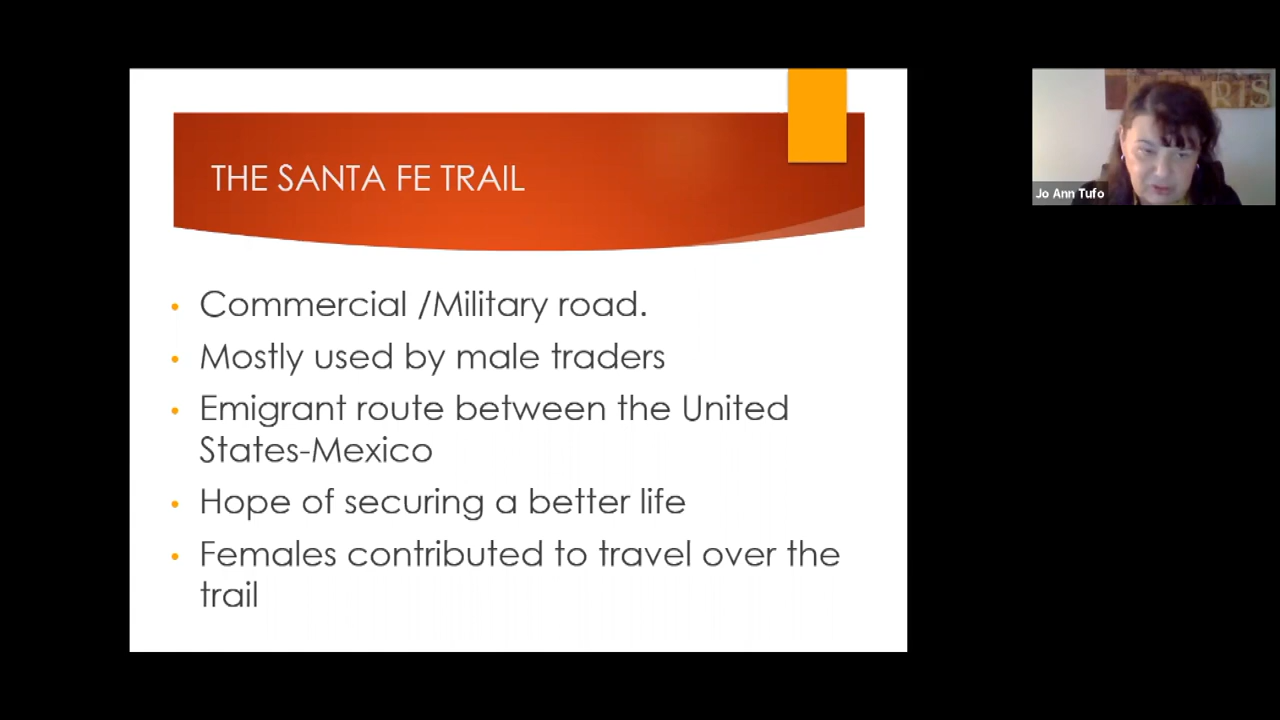 THE SANTA FE TRAIL
• Commercial /Military road.
• Mostly used by male traders
• Emigrant route between the United
States-Mexico
• Hope of securing a better life
• Females contributed to travel over the
trail
Jo Ann Tufo